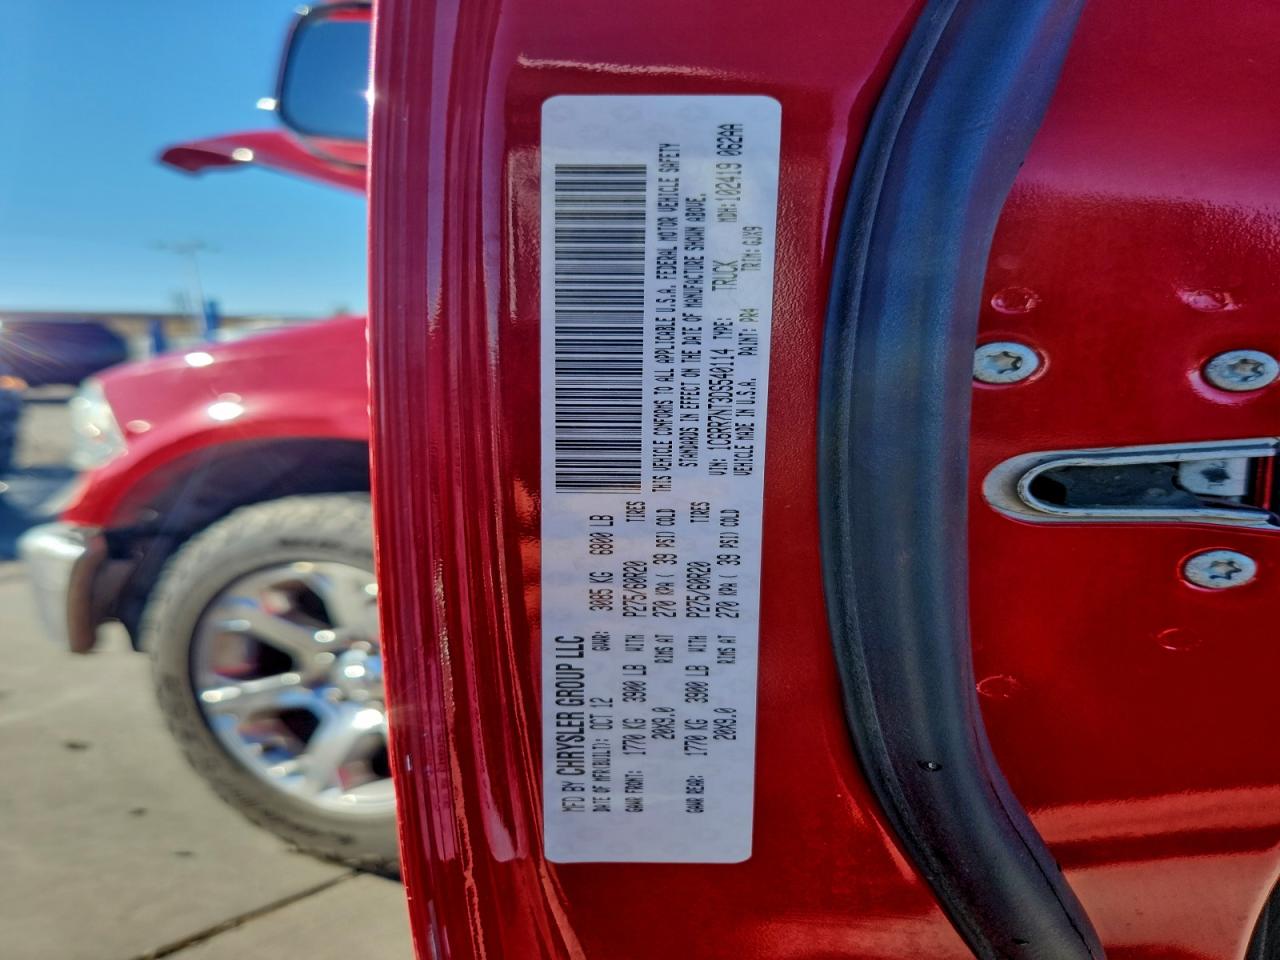 MFD BY CHRYSLER GROUP LLC
DATE OF MFR(BUILT): OCT 12 GVWR: 3085 KG 6800 LB
GAWR FRONT: 1770 KG 3900 LB WITH P275/60R20 TIRES
20X9.0 RIMS AT 270 KPA( 39 PSI) COLD
GAWR REAR: 1770 KG 3900 LB WITH P275/60R20 TIRES
20X9.0 RIMS AT 270 KPA( 39 PSI) COLD
THIS VEHICLE CONFORMS TO ALL APPLICABLE U.S.A. FEDERAL MOTOR VEHICLE SAFETY
STANDARDS IN EFFECT ON THE DATE OF MANUFACTURE SHOWN ABOVE.
VIN: 1C6RR7NT3DS540114 TYPE: TRUCK MDH:102419 062AA
VEHICLE MADE IN U.S.A. PAINT: PR4 TRIM: GJX9